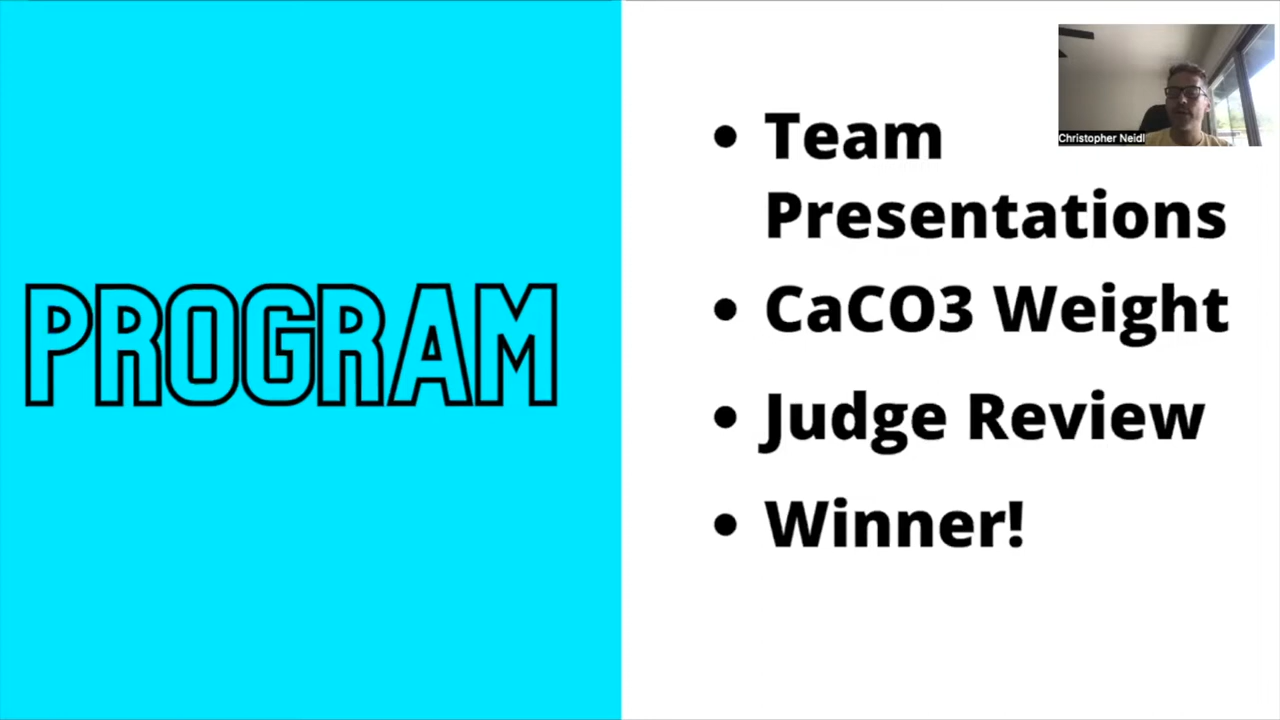 PROGRAM
• Team
Presentations
• CaCO3 Weight
• Judge Review
• Winner!
Christopher Neidl